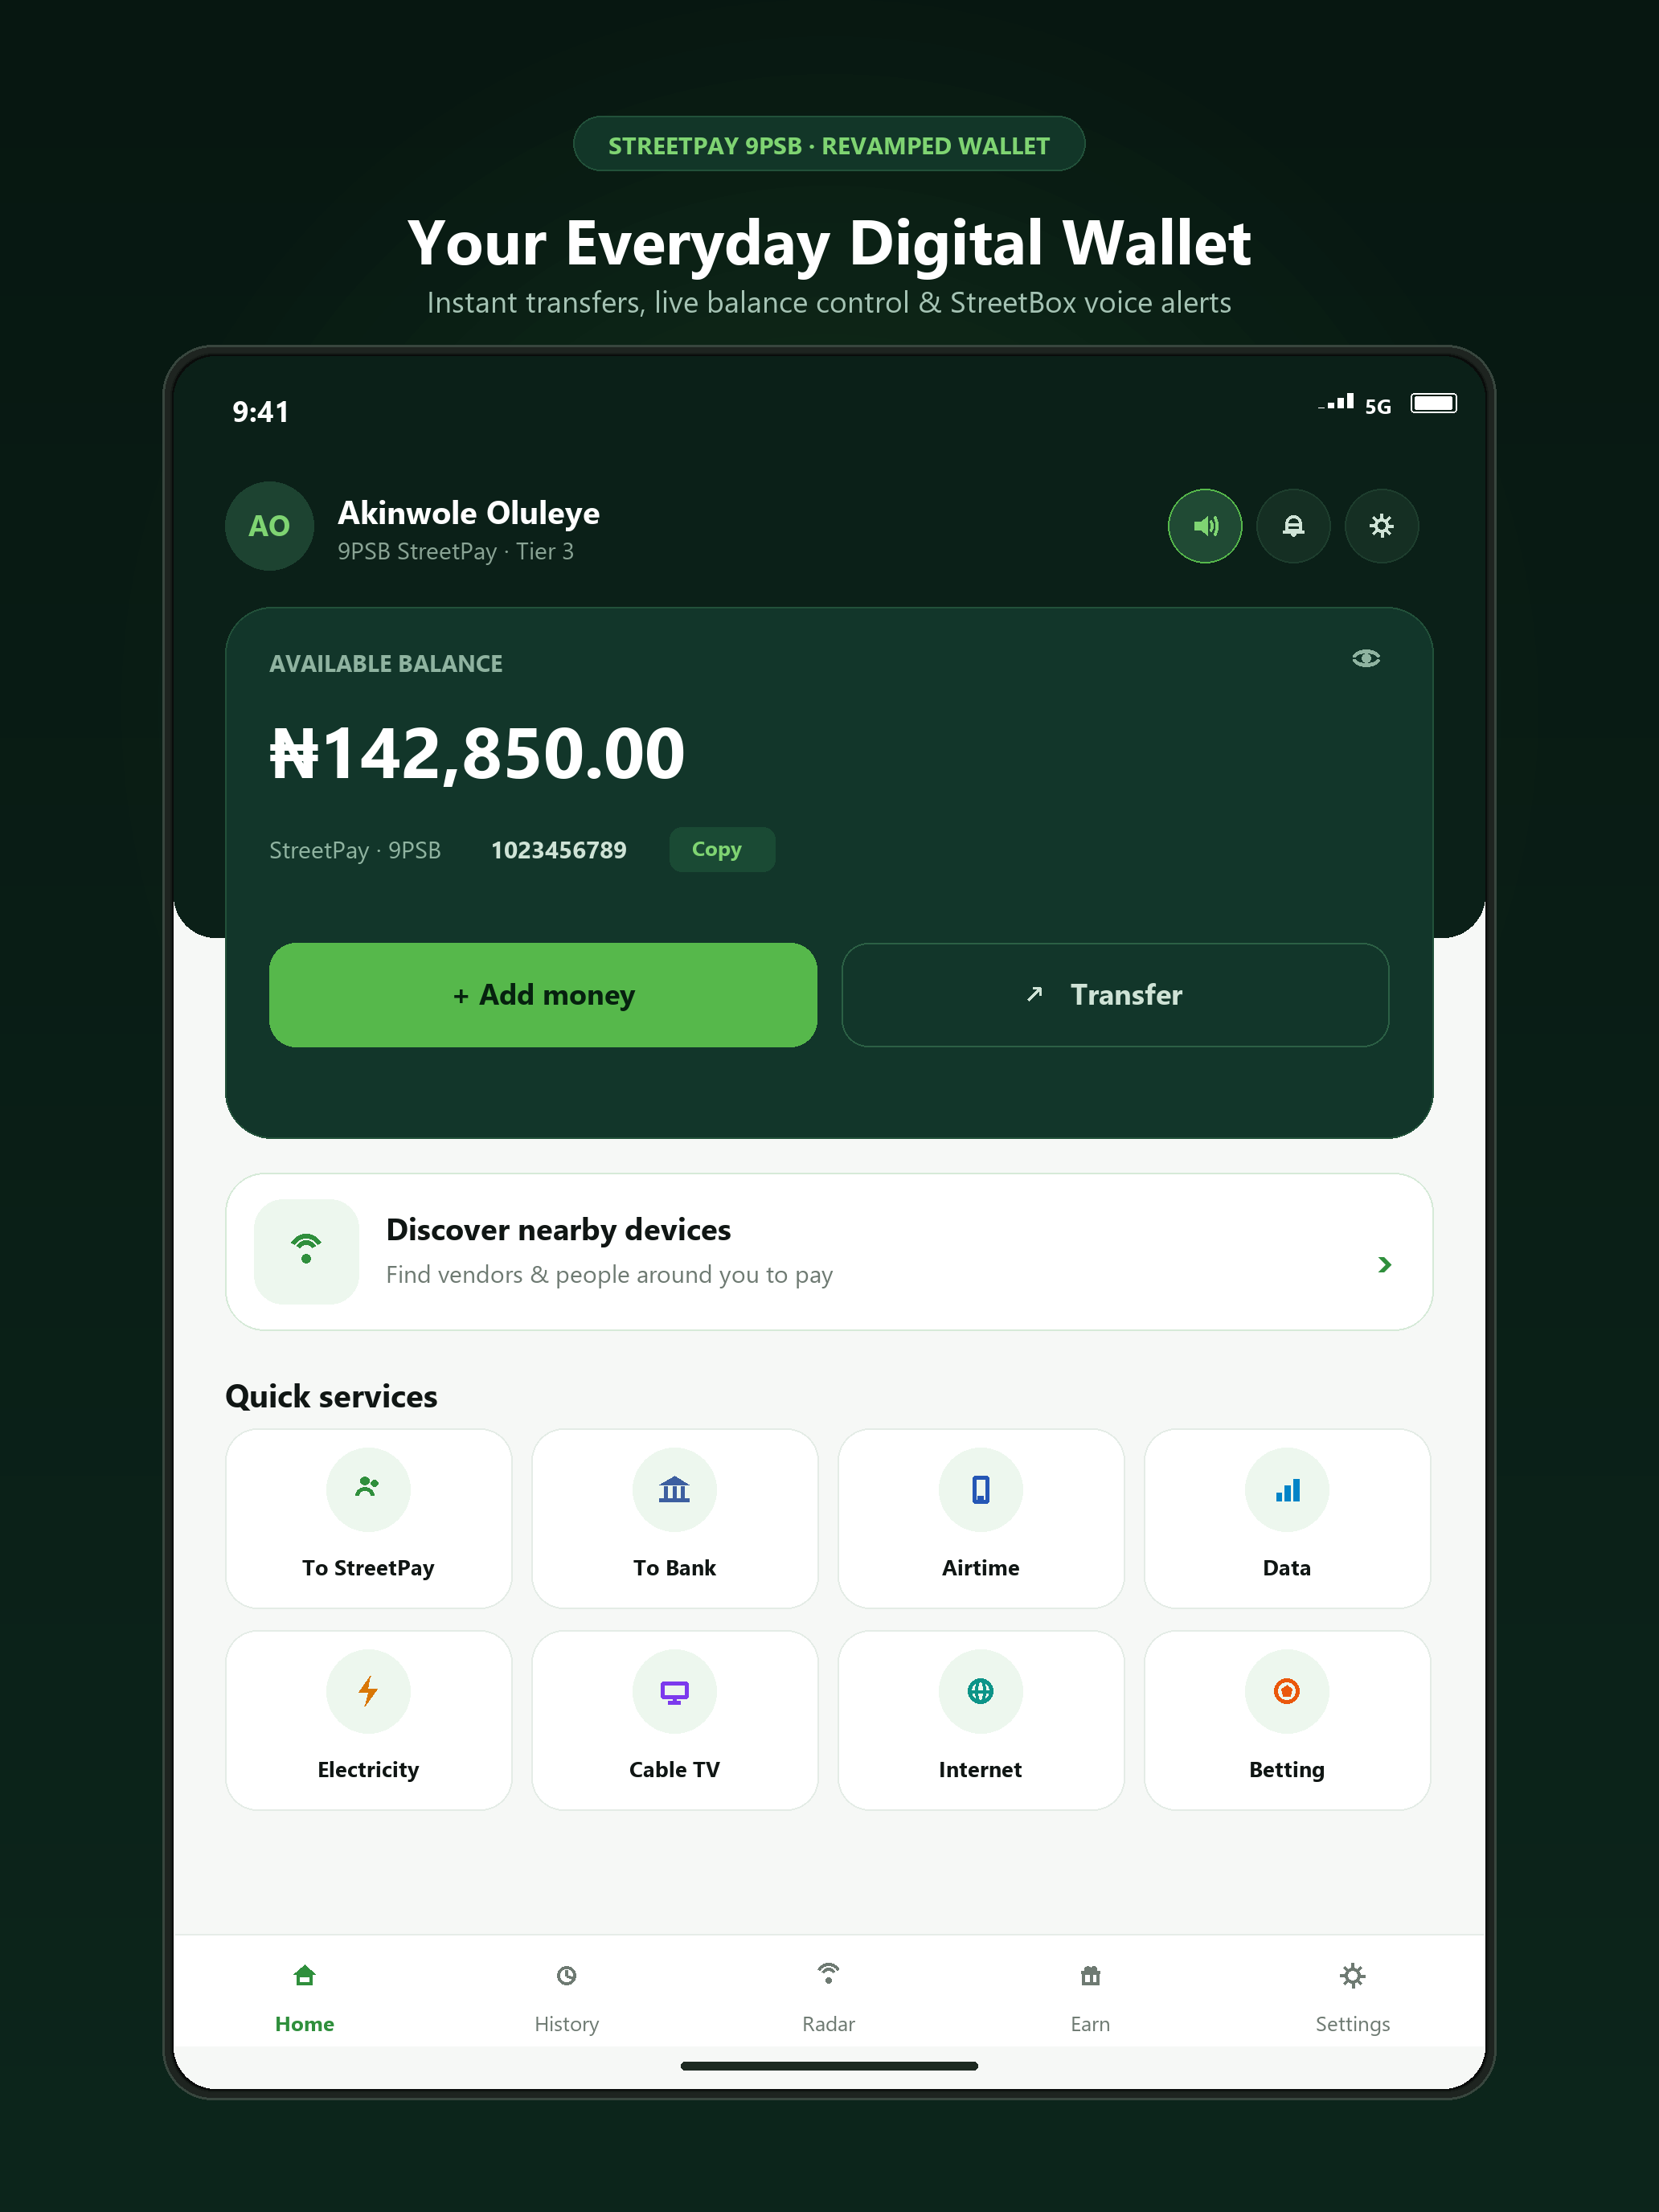 STREETPAY 9PSB · REVAMPED WALLET
Your Everyday Digital Wallet
Instant transfers, live balance control & StreetBox voice alerts
9:41
5G
AO
Akinwole Oluleye
9PSB StreetPay · Tier 3
AVAILABLE BALANCE
₦142,850.00
StreetPay · 9PSB 1023456789 Copy
+ Add money
↗ Transfer
Discover nearby devices
Find vendors & people around you to pay
Quick services
To StreetPay
To Bank
Airtime
Data
Electricity
Cable TV
Internet
Betting
Home
History
Radar
Earn
Settings